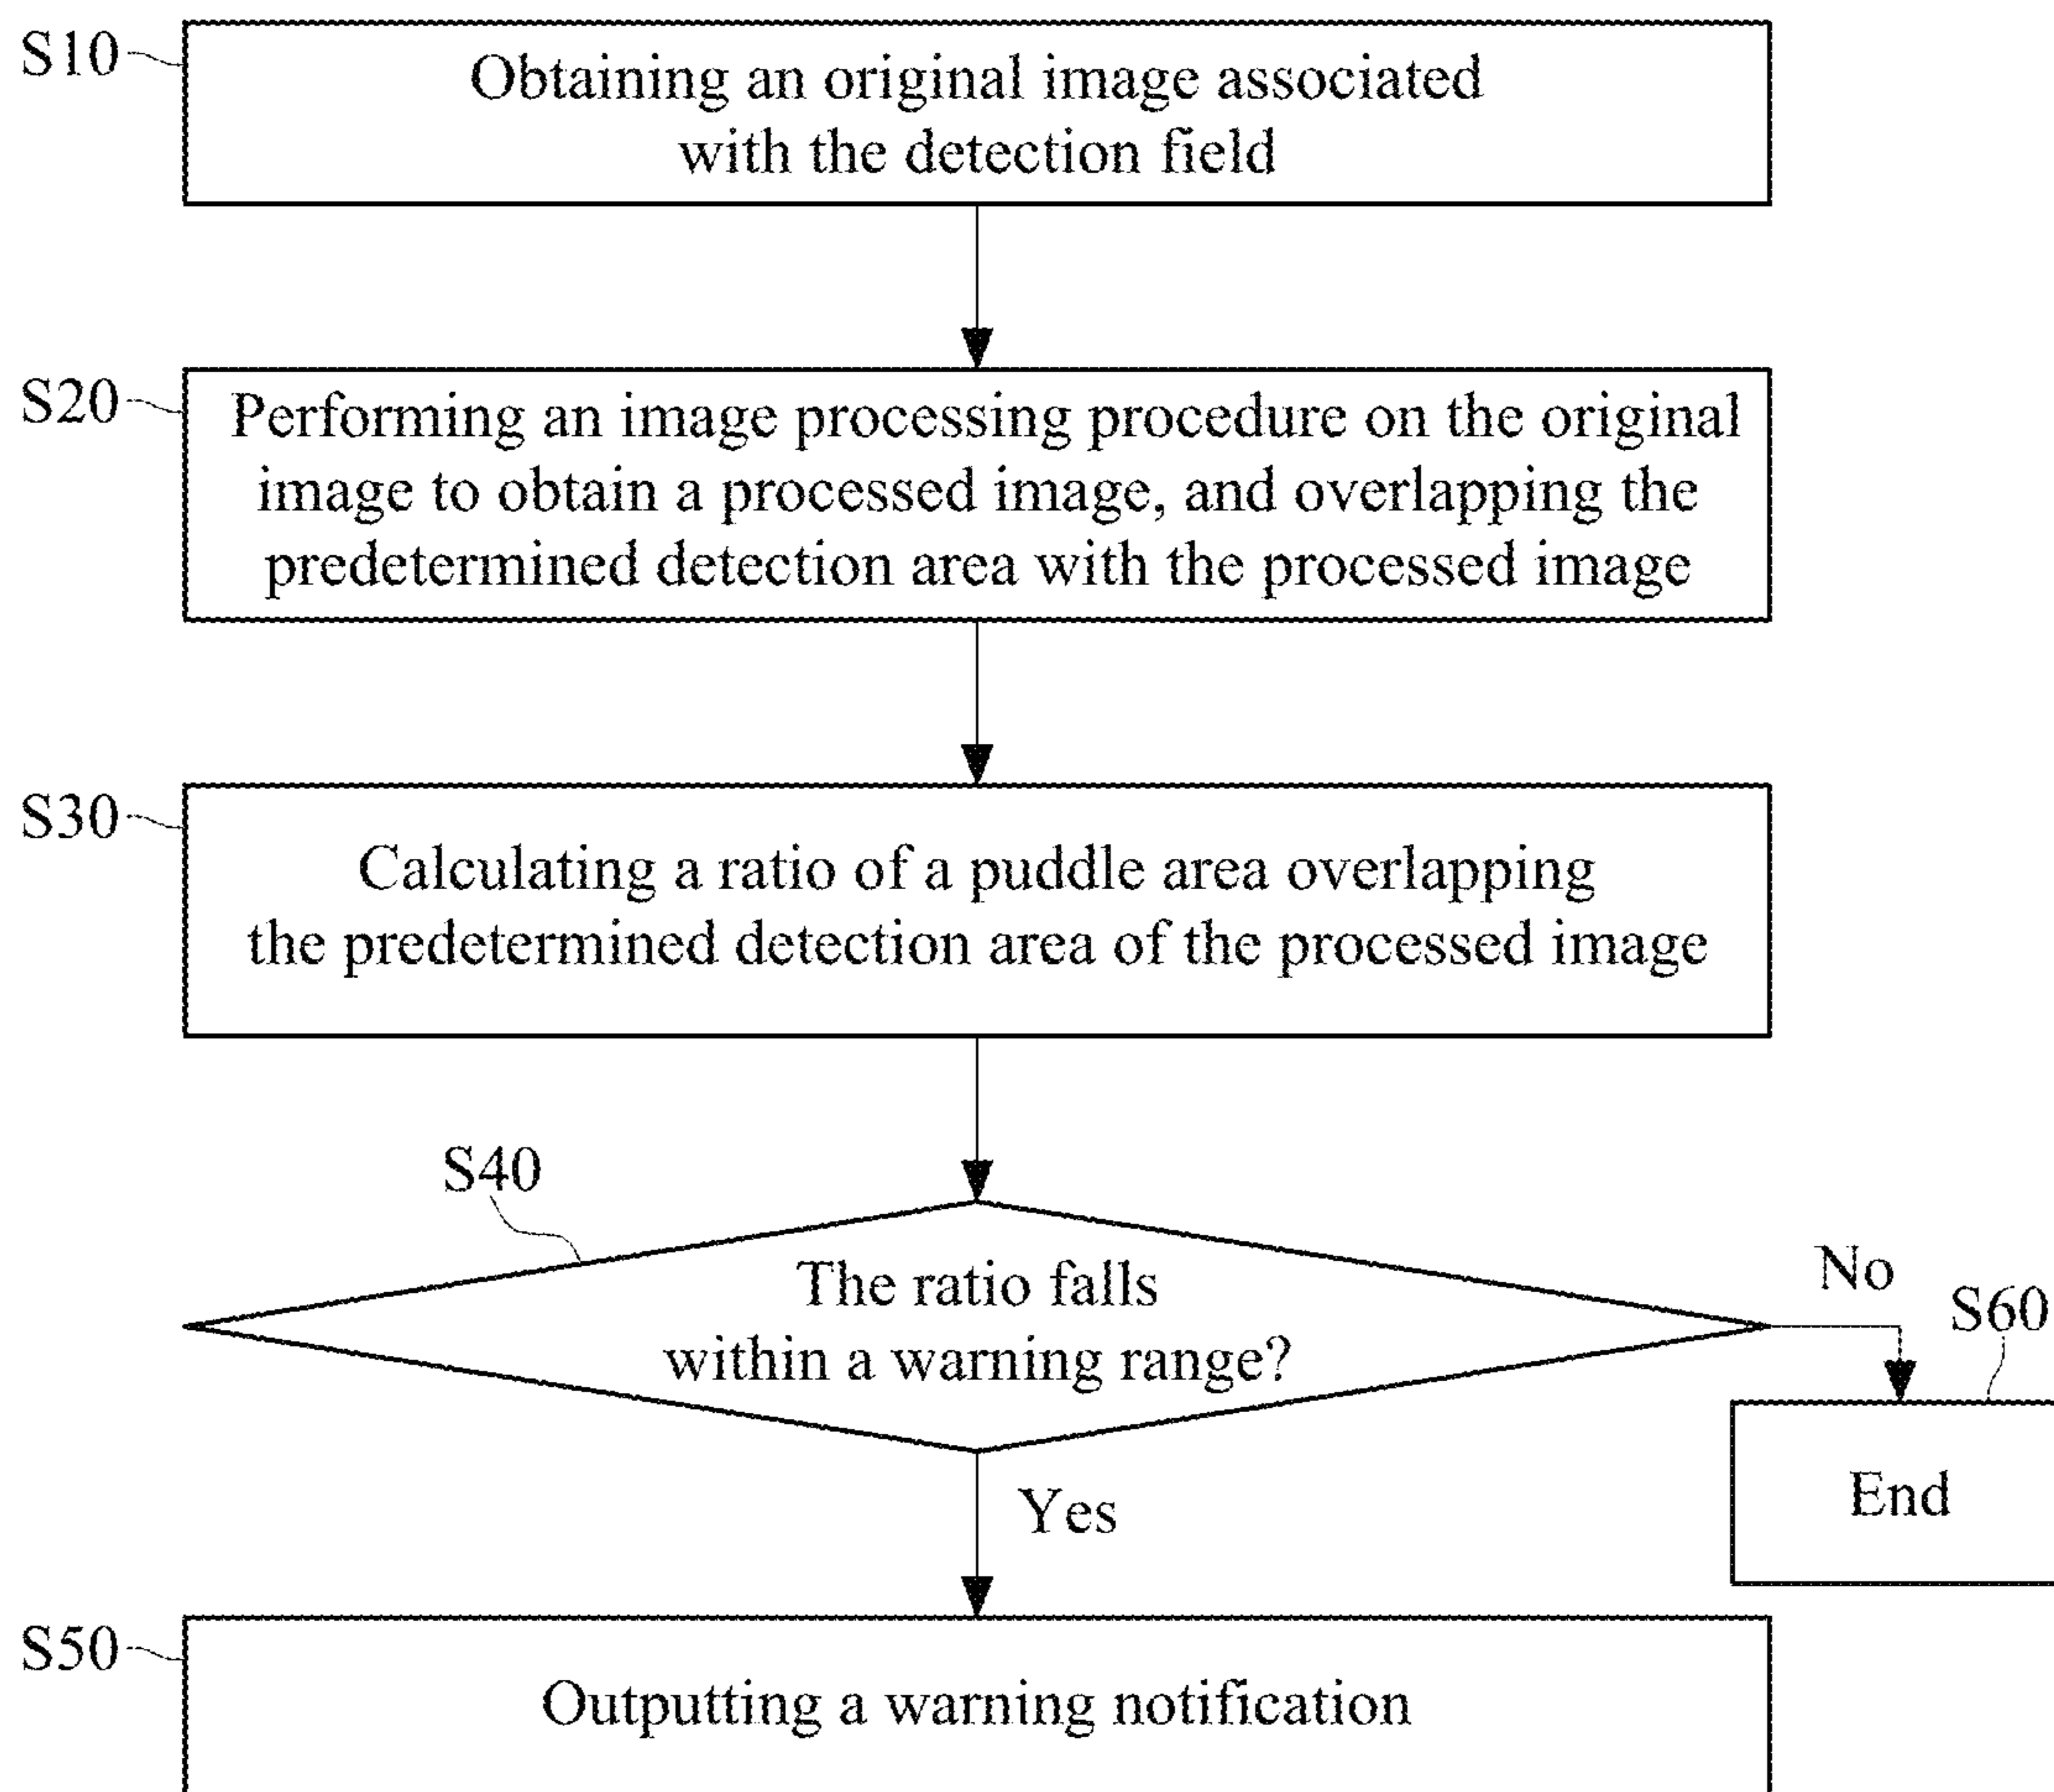 S10
Obtaining an original image associated
with the detection field
S20
Performing an image processing procedure on the original
image to obtain a processed image, and overlapping the
predetermined detection area with the processed image
S30
Calculating a ratio of a puddle area overlapping
the predetermined detection area of the processed image
S40
The ratio falls
within a warning range?
No
S60
End
Yes
S50
Outputting a warning notification